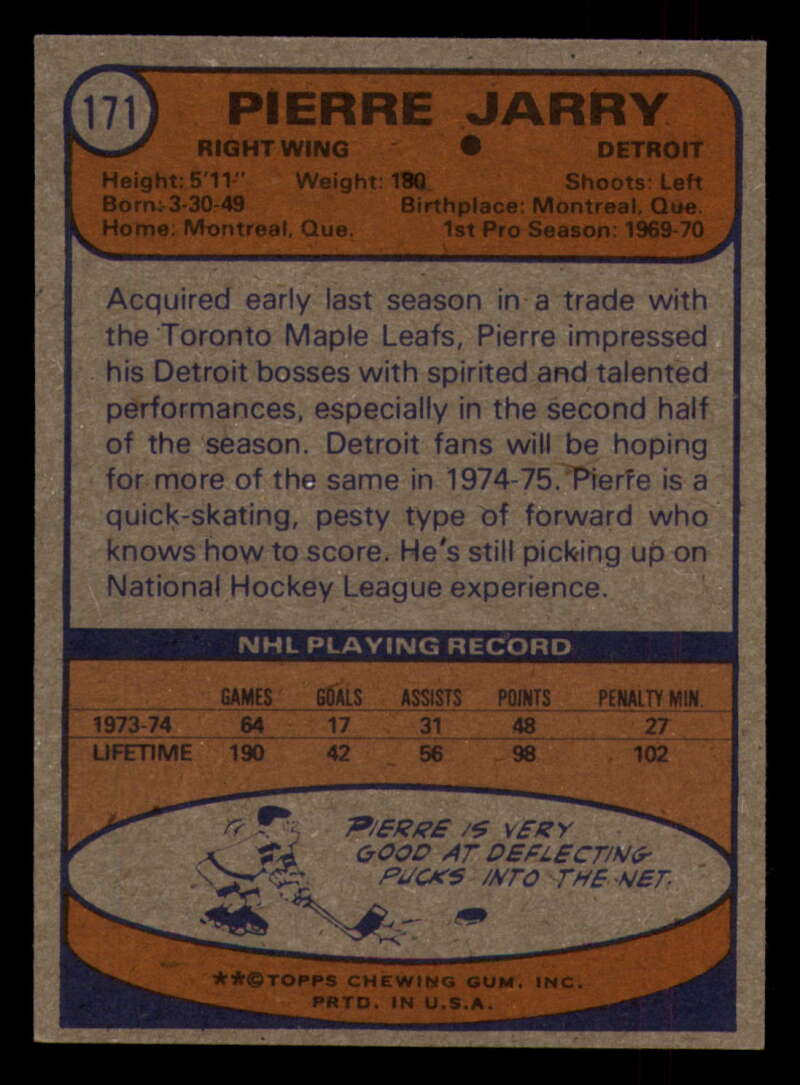 171 PIERRE JARRY
RIGHT WING • DETROIT
Height: 5'11" Weight: 180 Shoots: Left
Born: 3-30-49 Birthplace: Montreal, Que.
Home: Montreal, Que. 1st Pro Season: 1969-70
Acquired early last season in a trade with
the Toronto Maple Leafs, Pierre impressed
his Detroit bosses with spirited and talented
performances, especially in the second half
of the season. Detroit fans will be hoping
for more of the same in 1974-75. Pierre is a
quick-skating, pesty type of forward who
knows how to score. He's still picking up on
National Hockey League experience.
NHL PLAYING RECORD
GAMES GOALS ASSISTS POINTS PENALTY MIN.
1973-74 64 17 31 48 27
LIFETIME 190 42 56 98 102
PIERRE IS VERY
GOOD AT DEFLECTING
PUCKS INTO THE NET.
**©TOPPS CHEWING GUM, INC.
PRTD. IN U.S.A.